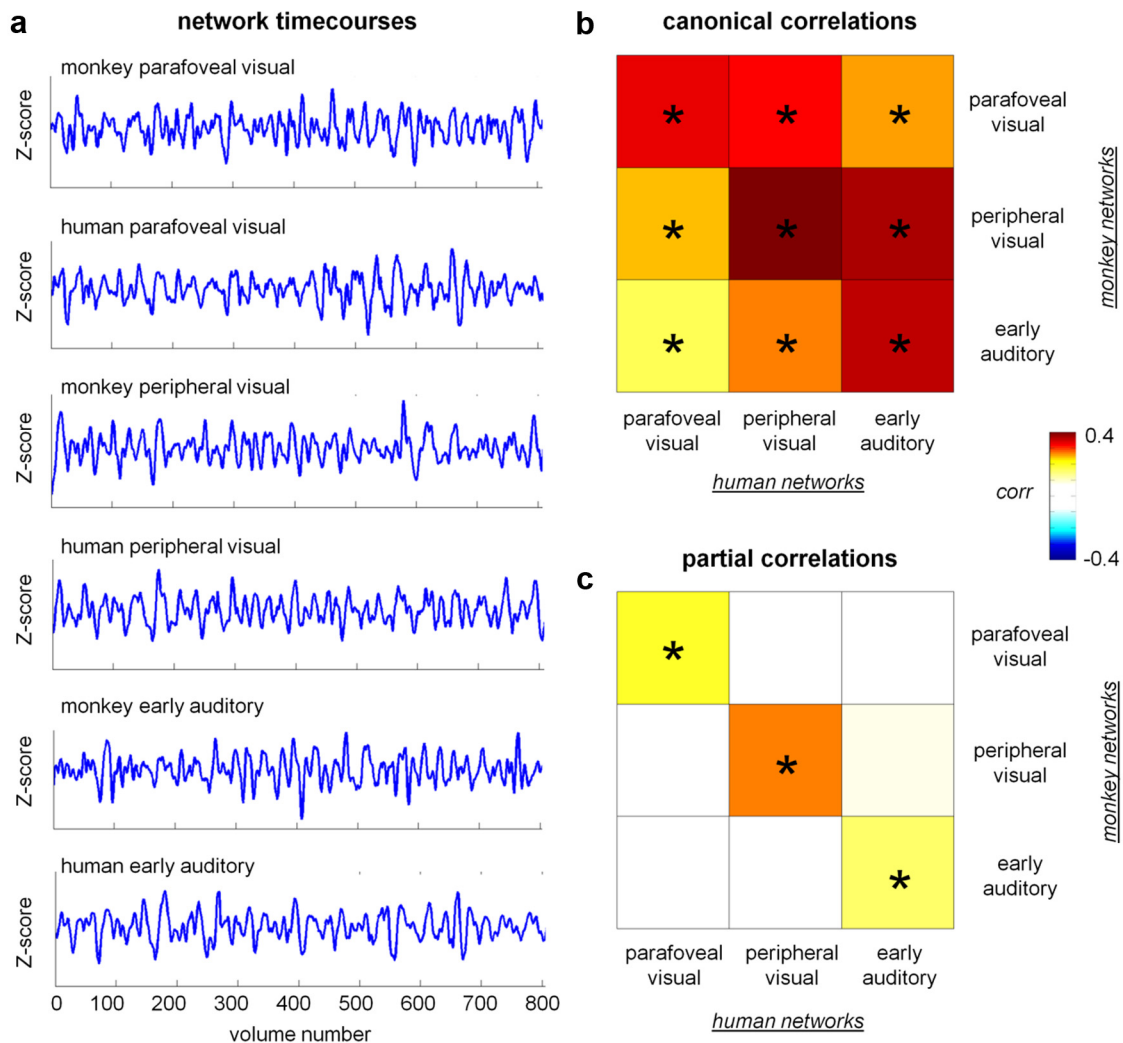 a
network timecourses
monkey parafoveal visual
Z-score
human parafoveal visual
Z-score
monkey peripheral visual
Z-score
human peripheral visual
Z-score
monkey early auditory
Z-score
human early auditory
Z-score
0 100 200 300 400 500 600 700 800
volume number
b
canonical correlations
* * *
parafoveal
visual
* * *
peripheral
visual
* * *
early
auditory
monkey networks
parafoveal
visual
peripheral
visual
early
auditory
human networks
corr
0.4
-0.4
c
partial correlations
*
parafoveal
visual
*
peripheral
visual
*
early
auditory
monkey networks
parafoveal
visual
peripheral
visual
early
auditory
human networks